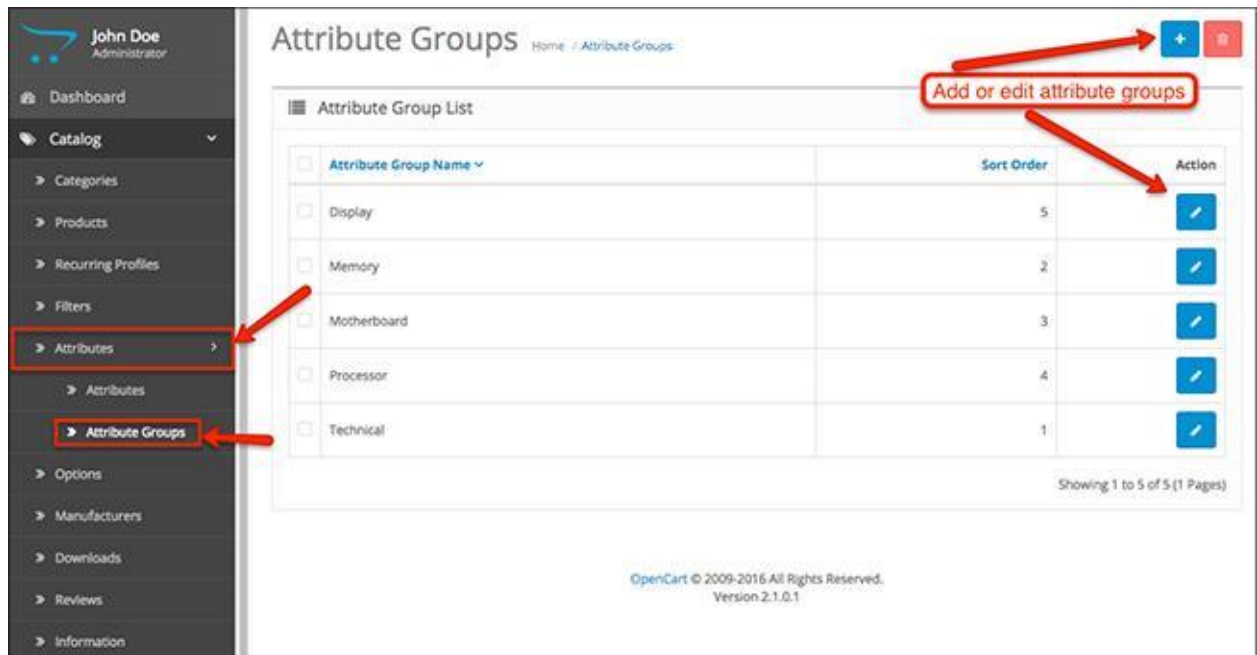 John Doe
Administrator
Dashboard
Catalog
Categories
Products
Recurring Profiles
Filters
Attributes
Attributes
Attribute Groups
Options
Manufacturers
Downloads
Reviews
Information
Attribute Groups Home / Attribute Groups
Add or edit attribute groups
Attribute Group List
Attribute Group Name Sort Order Action
Display 5
Memory 2
Motherboard 3
Processor 4
Technical 1
Showing 1 to 5 of 5 (1 Pages)
OpenCart © 2009-2016 All Rights Reserved.
Version 2.1.0.1